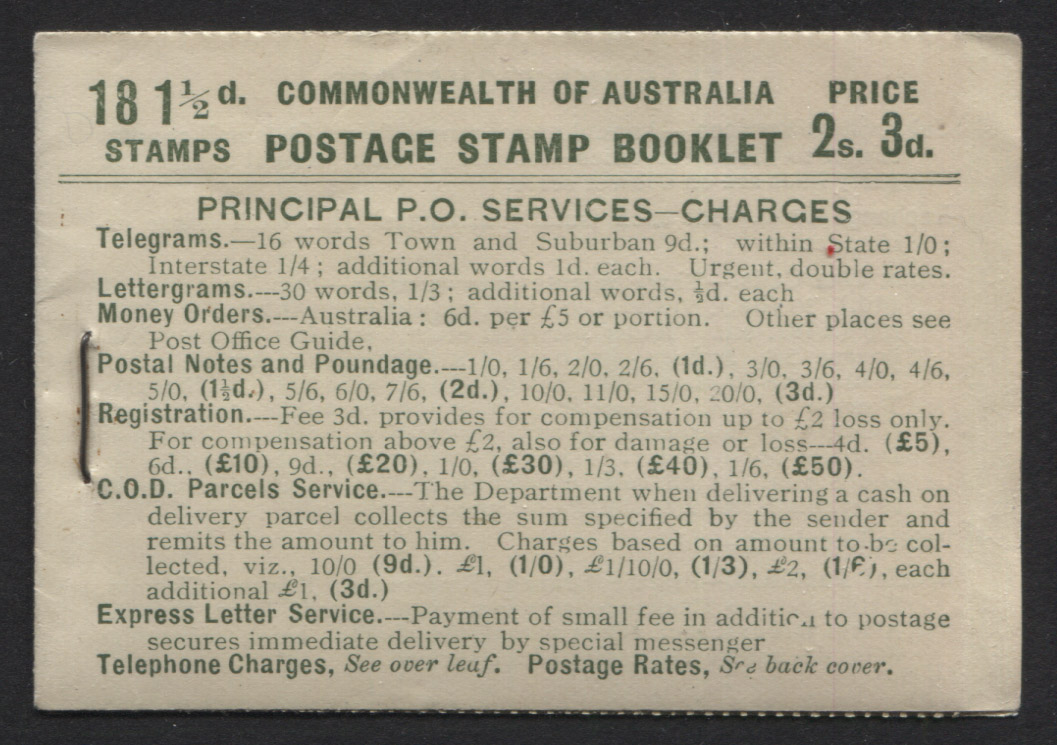 18 1½d. COMMONWEALTH OF AUSTRALIA PRICE
STAMPS POSTAGE STAMP BOOKLET 2s. 3d.
PRINCIPAL P.O. SERVICES—CHARGES
Telegrams.—16 words Town and Suburban 9d.; within State 1/0;
Interstate 1/4; additional words 1d. each. Urgent, double rates.
Lettergrams.---30 words, 1/3; additional words, ½d. each
Money Orders.---Australia: 6d. per £5 or portion. Other places see
Post Office Guide,
Postal Notes and Poundage.---1/0, 1/6, 2/0, 2/6, (1d.), 3/0, 3/6, 4/0, 4/6,
5/0, (1½d.), 5/6, 6/0, 7/6, (2d.), 10/0, 11/0, 15/0, 20/0, (3d.)
Registration.---Fee 3d. provides for compensation up to £2 loss only.
For compensation above £2, also for damage or loss---4d. (£5),
6d., (£10), 9d., (£20), 1/0, (£30), 1/3, (£40), 1/6, (£50).
C.O.D. Parcels Service.---The Department when delivering a cash on
delivery parcel collects the sum specified by the sender and
remits the amount to him. Charges based on amount to be col-
lected, viz., 10/0 (9d.). £1, (1/0), £1/10/0, (1/3), £2, (1/6), each
additional £1, (3d.)
Express Letter Service.---Payment of small fee in addition to postage
secures immediate delivery by special messenger
Telephone Charges, See over leaf. Postage Rates, See back cover.